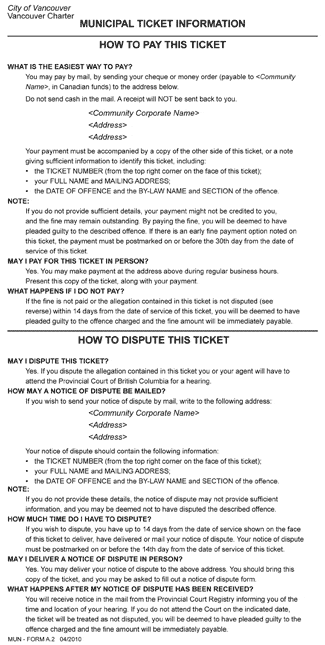 City of Vancouver
Vancouver Charter
MUNICIPAL TICKET INFORMATION
HOW TO PAY THIS TICKET
WHAT IS THE EASIEST WAY TO PAY?
You may pay by mail, by sending your cheque or money order (payable to <Community
Name>, in Canadian funds) to the address below.
Do not send cash in the mail. A receipt will NOT be sent back to you.
<Community Corporate Name>
<Address>
<Address>
Your payment must be accompanied by a copy of the other side of this ticket, or a note
giving sufficient information to identify this ticket, including:
• the TICKET NUMBER (from the top right corner on the face of this ticket);
• your FULL NAME and MAILING ADDRESS;
• the DATE OF OFFENCE and the BY-LAW NAME and SECTION of the offence.
NOTE:
If you do not provide sufficient details, your payment might not be credited to you,
and the fine may remain outstanding. By paying the fine, you will be deemed to have
pleaded guilty to the described offence. If there is an early fine payment option noted on
this ticket, the payment must be postmarked on or before the 30th day from the date of
service of this ticket.
MAY I PAY FOR THIS TICKET IN PERSON?
Yes. You may make payment at the address above during regular business hours.
Present this copy of the ticket, along with your payment.
WHAT HAPPENS IF I DO NOT PAY?
If the fine is not paid or the allegation contained in this ticket is not disputed (see
reverse) within 14 days from the date of service of this ticket, you will be deemed to have
pleaded guilty to the offence charged and the fine amount will be immediately payable.
HOW TO DISPUTE THIS TICKET
MAY I DISPUTE THIS TICKET?
Yes. If you dispute the allegation contained in this ticket you or your agent will have to
attend the Provincial Court of British Columbia for a hearing.
HOW MAY A NOTICE OF DISPUTE BE MAILED?
If you wish to send your notice of dispute by mail, write to the following address:
<Community Corporate Name>
<Address>
<Address>
Your notice of dispute should contain the following information:
• the TICKET NUMBER (from the top right corner on the face of this ticket);
• your FULL NAME and MAILING ADDRESS;
• the DATE OF OFFENCE and the BY-LAW NAME and SECTION of the offence.
NOTE:
If you do not provide these details, the notice of dispute may not provide sufficient
information, and you may be deemed not to have disputed the described offence.
HOW MUCH TIME DO I HAVE TO DISPUTE?
If you wish to dispute, you have up to 14 days from the date of service shown on the face
of this ticket to deliver, have delivered or mail your notice of dispute. Your notice of dispute
must be postmarked on or before the 14th day from the date of service of this ticket.
MAY I DELIVER A NOTICE OF DISPUTE IN PERSON?
Yes. You may deliver your notice of dispute to the above address. You should bring this
copy of the ticket, and you may be asked to fill out a notice of dispute form.
WHAT HAPPENS AFTER MY NOTICE OF DISPUTE HAS BEEN RECEIVED?
You will receive notice in the mail from the Provincial Court Registry informing you of the
time and location of your hearing. If you do not attend the Court on the indicated date,
the ticket will be treated as not disputed, you will be deemed to have pleaded guilty to the
offence charged and the fine amount will be immediately payable.
MUN - FORM A.2 04/2010